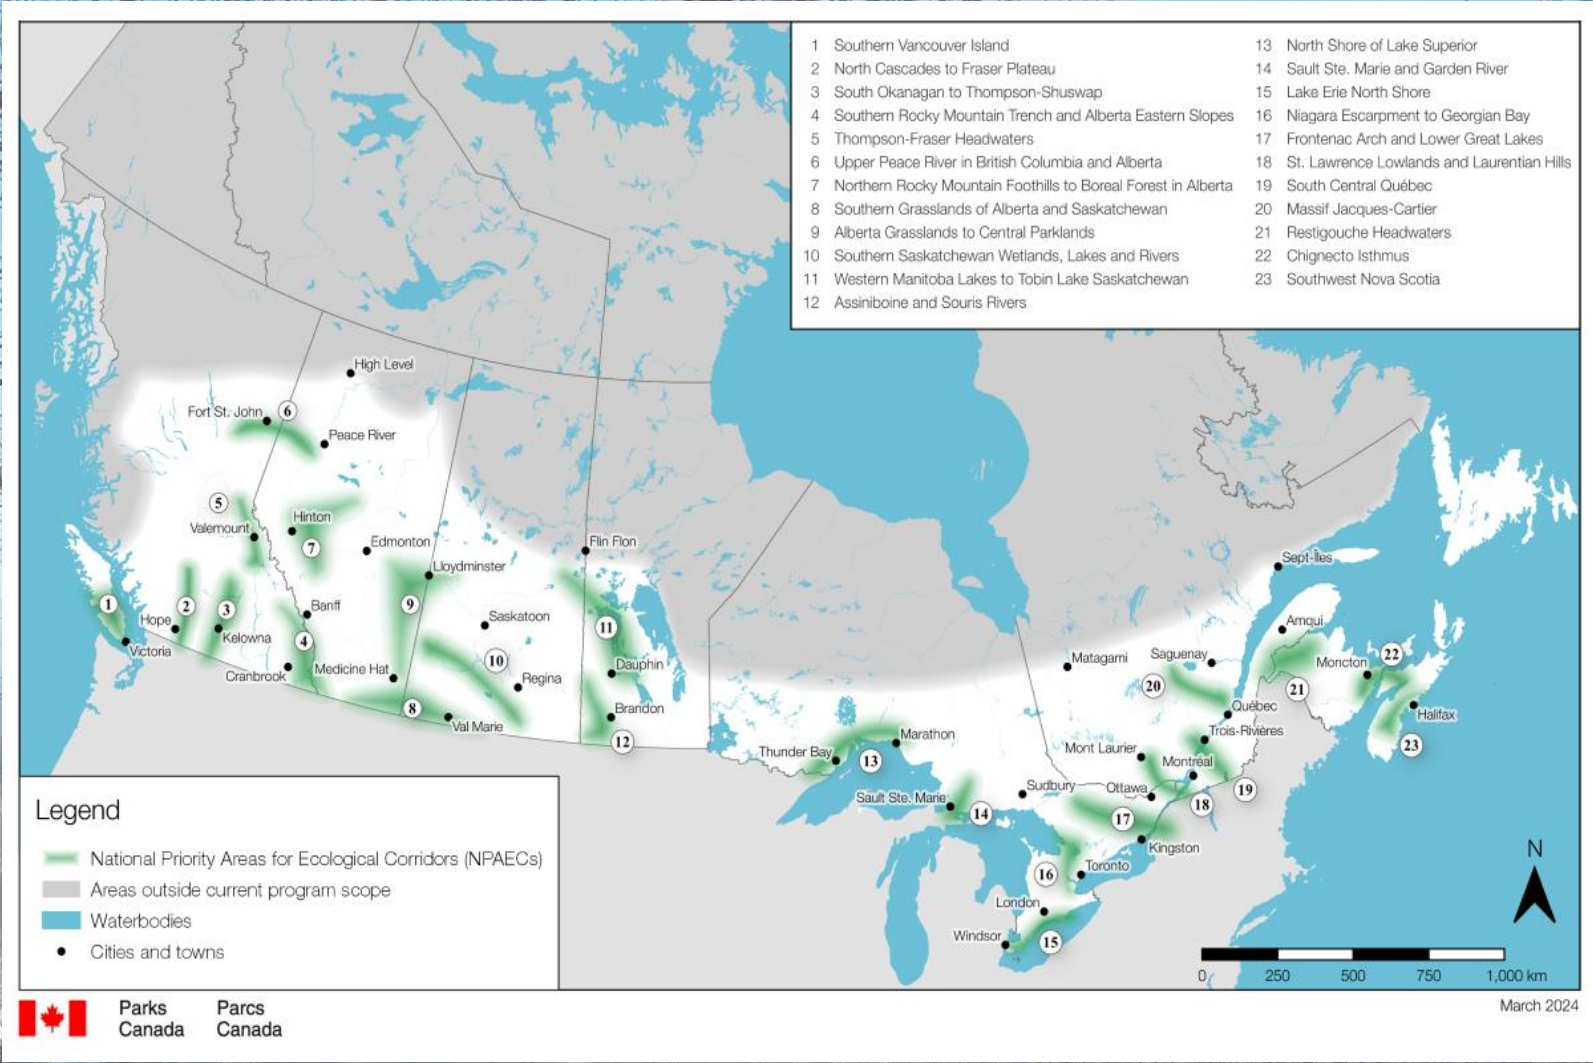 1 Southern Vancouver Island
2 North Cascades to Fraser Plateau
3 South Okanagan to Thompson-Shuswap
4 Southern Rocky Mountain Trench and Alberta Eastern Slopes
5 Thompson-Fraser Headwaters
6 Upper Peace River in British Columbia and Alberta
7 Northern Rocky Mountain Foothills to Boreal Forest in Alberta
8 Southern Grasslands of Alberta and Saskatchewan
9 Alberta Grasslands to Central Parklands
10 Southern Saskatchewan Wetlands, Lakes and Rivers
11 Western Manitoba Lakes to Tobin Lake Saskatchewan
12 Assiniboine and Souris Rivers
13 North Shore of Lake Superior
14 Sault Ste. Marie and Garden River
15 Lake Erie North Shore
16 Niagara Escarpment to Georgian Bay
17 Frontenac Arch and Lower Great Lakes
18 St. Lawrence Lowlands and Laurentian Hills
19 South Central Québec
20 Massif Jacques-Cartier
21 Restigouche Headwaters
22 Chignecto Isthmus
23 Southwest Nova Scotia
High Level
Fort St. John
6
Peace River
5
Valemount
Hinton
7
Edmonton
Flin Flon
Lloydminster
Sept-Îles
1
2
3
9
Hope
Banff
Saskatoon
11
Amqui
Victoria
Kelowna
4
Cranbrook
Medicine Hat
10
Regina
Dauphin
Matagami
Saguenay
Moncton
22
20
21
8
Val Marie
Brandon
12
Québec
Halifax
23
Thunder Bay
13
Marathon
Mont Laurier
Trois-Rivières
Montréal
Sault Ste. Marie
14
Sudbury
Ottawa
18
19
17
Kingston
16
Toronto
London
Windsor
15
Legend
National Priority Areas for Ecological Corridors (NPAECs)
Areas outside current program scope
Waterbodies
Cities and towns
N
0 250 500 750 1,000 km
Parks
Canada
Parcs
Canada
March 2024